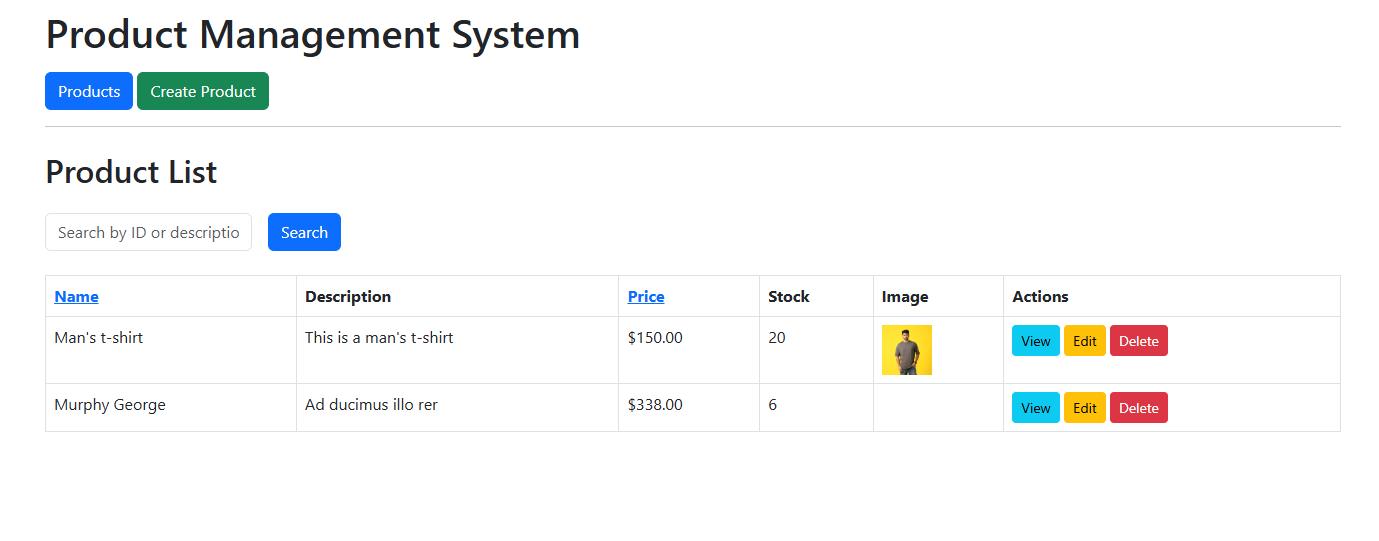 Product Management System
Products Create Product
Product List
Search by ID or descriptio Search
Name Description Price Stock Image Actions
Man's t-shirt This is a man's t-shirt $150.00 20 View Edit Delete
Murphy George Ad ducimus illo rer $338.00 6 View Edit Delete